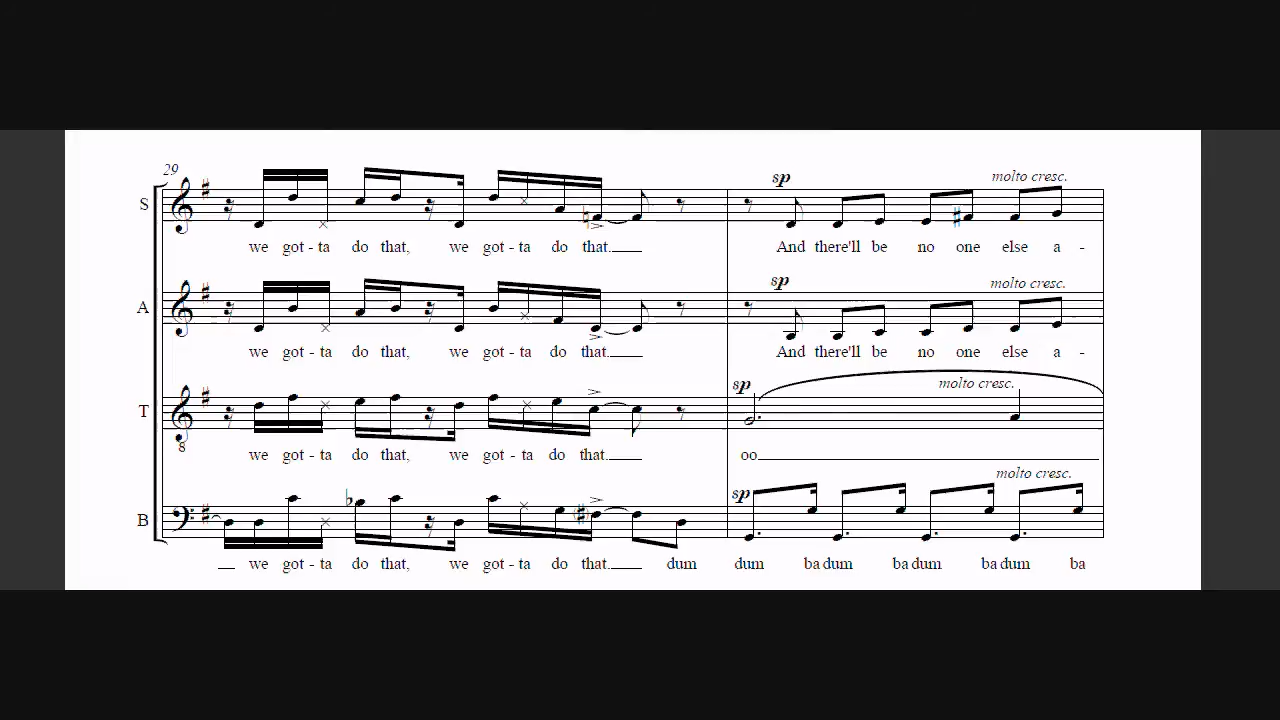 29
sp
molto cresc.
S
we got - ta do that, we got - ta do that. And there'll be no one else a -
sp
molto cresc.
A
we got - ta do that, we got - ta do that. And there'll be no one else a -
sp
molto cresc.
T
8
we got - ta do that, we got - ta do that. oo
molto cresc.
sp
B
we got - ta do that, we got - ta do that. dum dum ba dum ba dum ba dum ba